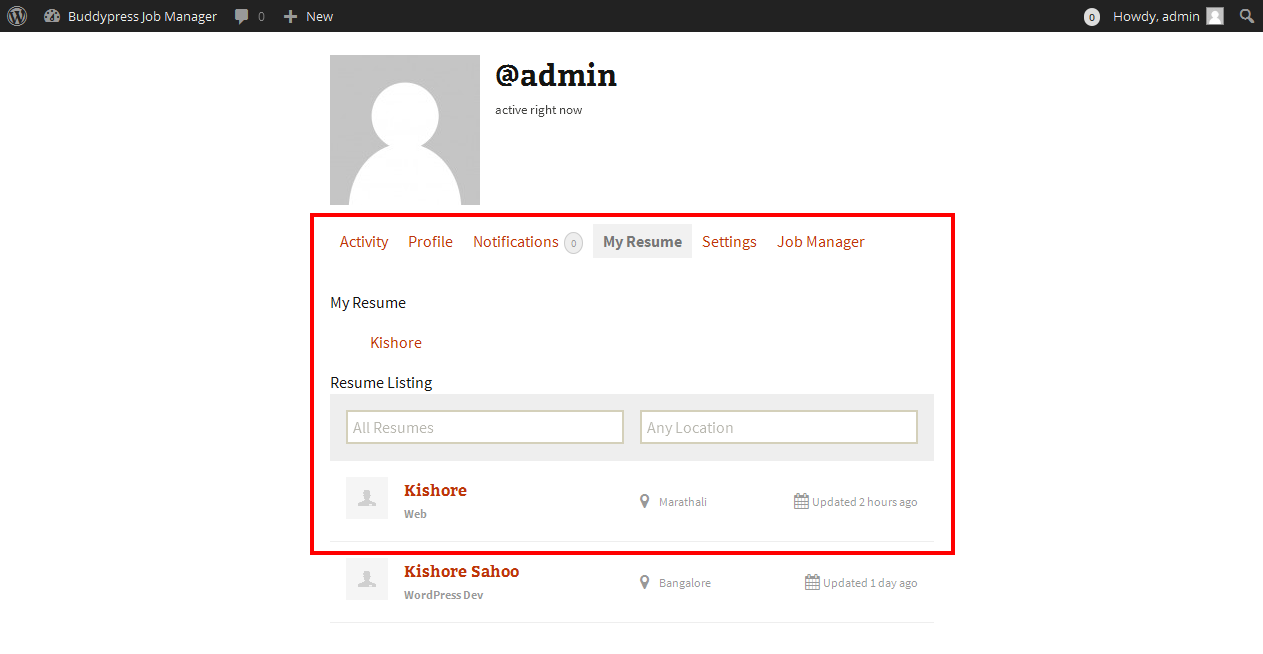 Buddypress Job Manager 0 New 0 Howdy, admin
@admin
active right now
Activity Profile Notifications 0 My Resume Settings Job Manager
My Resume
Kishore
Resume Listing
All Resumes Any Location
Kishore
Web
Marathali
Updated 2 hours ago
Kishore Sahoo
WordPress Dev
Bangalore
Updated 1 day ago